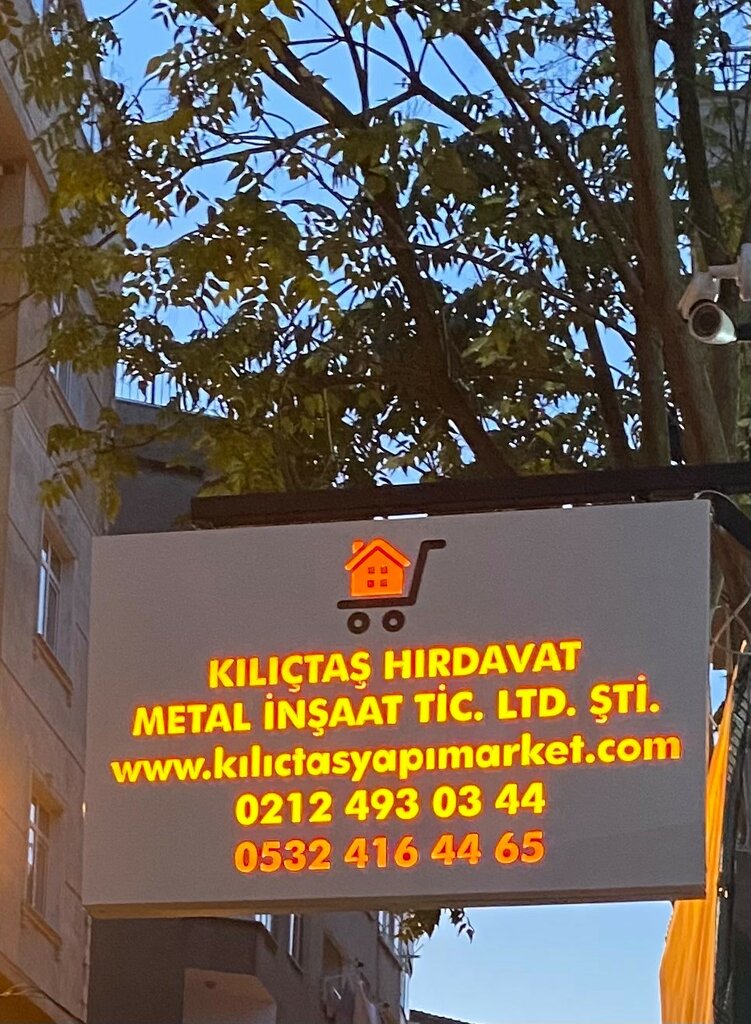 KILIÇTAŞ HIRDAVAT
METAL İNŞAAT TİC. LTD. ŞTİ.
www.kılıctasyapımarket.com
0212 493 03 44
0532 416 44 65